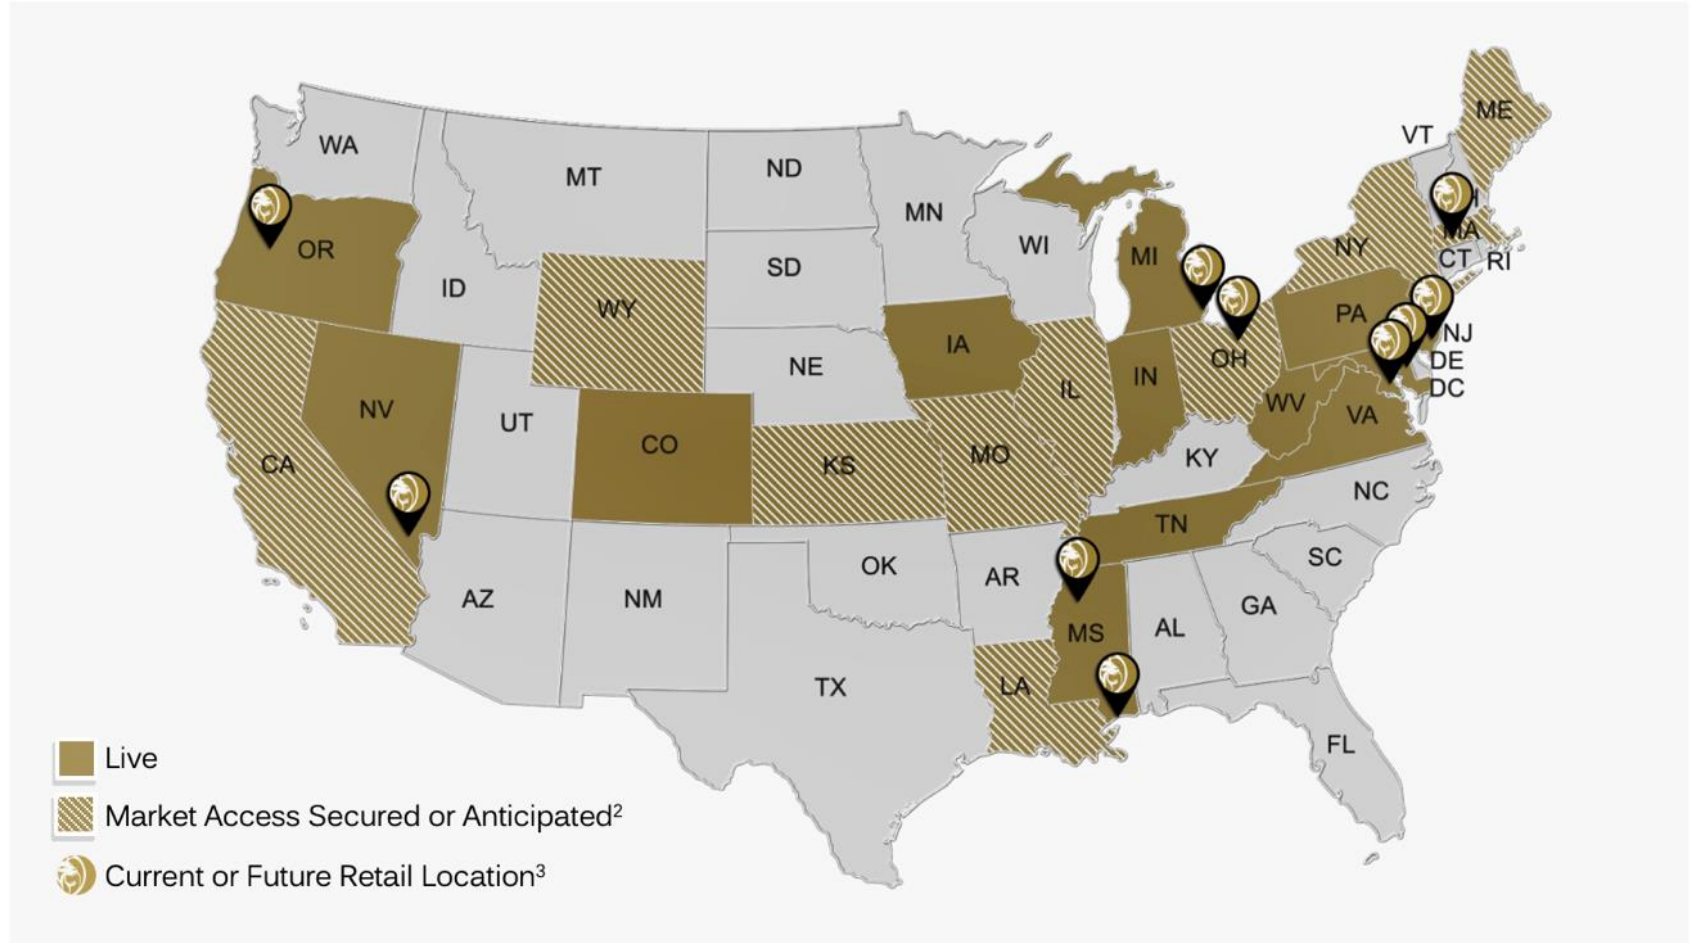 ME
VT
WA
MT
ND
MN
H
MA
OR
WI
MI
NY
CT RI
ID
SD
WY
PA
NJ
IA
OH
DE
NE
IN
IL
DC
NV
UT
WV
VA
CO
CA
KS
MO
KY
NC
TN
OK
AR
SC
AZ
NM
GA
MS
AL
TX
LA
FL
Live
Market Access Secured or Anticipated²
Current or Future Retail Location³